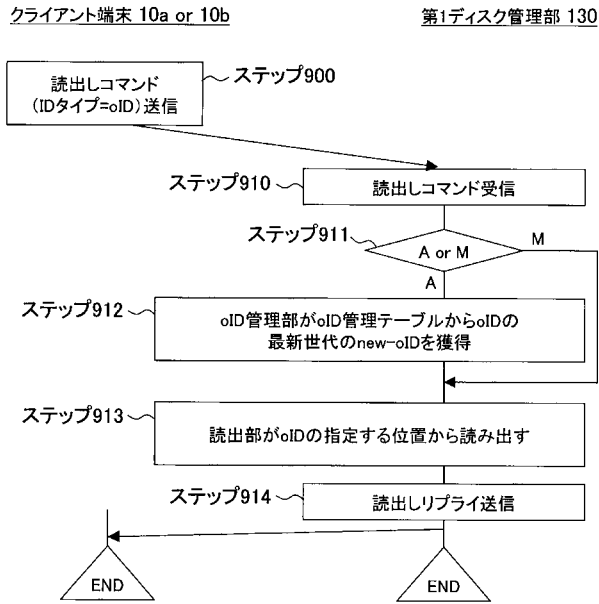 クライアント端末 10a or 10b
第1ディスク管理部 130
読出しコマンド
(IDタイプ=oID)送信
ステップ900
ステップ910
読出しコマンド受信
ステップ911
A or M
M
A
ステップ912
oID管理部がoID管理テーブルからoIDの
最新世代のnew-oIDを獲得
ステップ913
読出部がoIDの指定する位置から読み出す
ステップ914
読出しリプライ送信
END
END